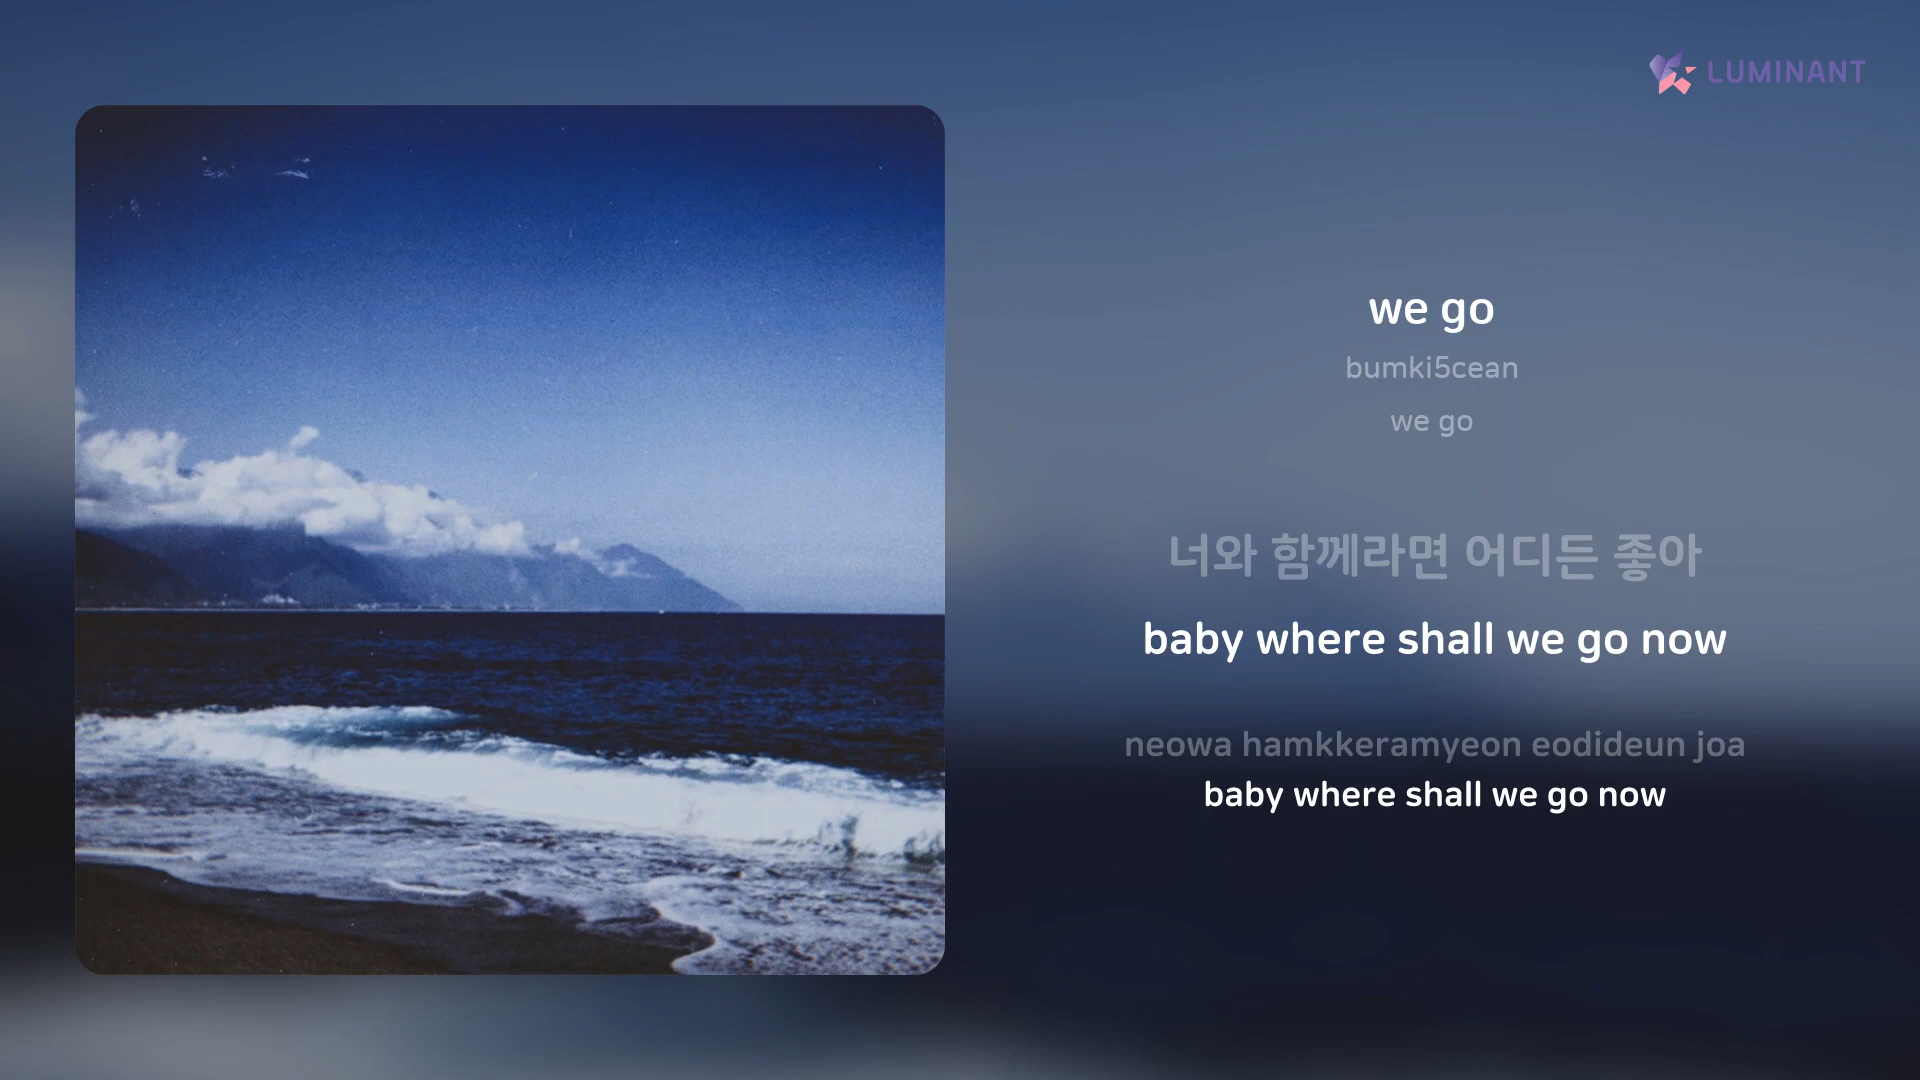 LUMINANT
we go
bumki5cean
we go
너와 함께라면 어디든 좋아
baby where shall we go now
neowa hamkkeramyeon eodideun joa
baby where shall we go now